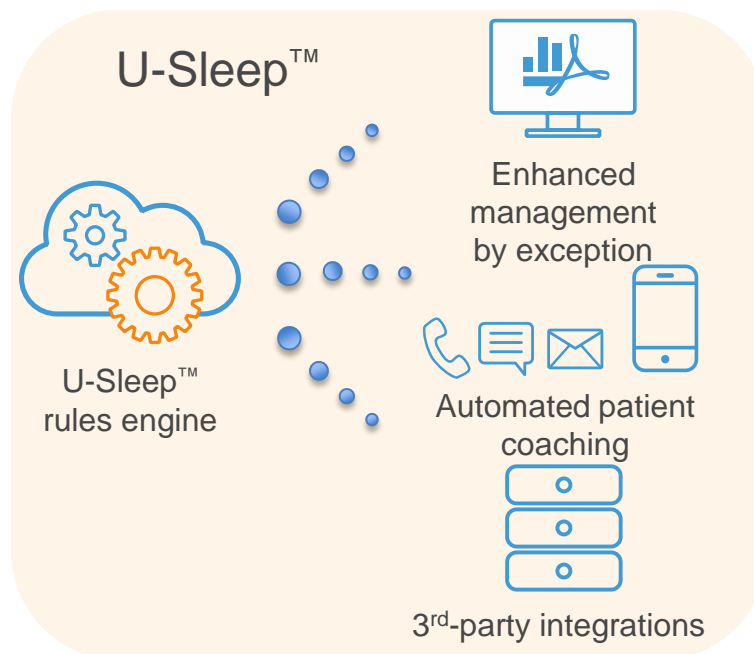 U-Sleep™
Enhanced
management
by exception
U-Sleep™
rules engine
Automated patient
coaching
3rd-party integrations